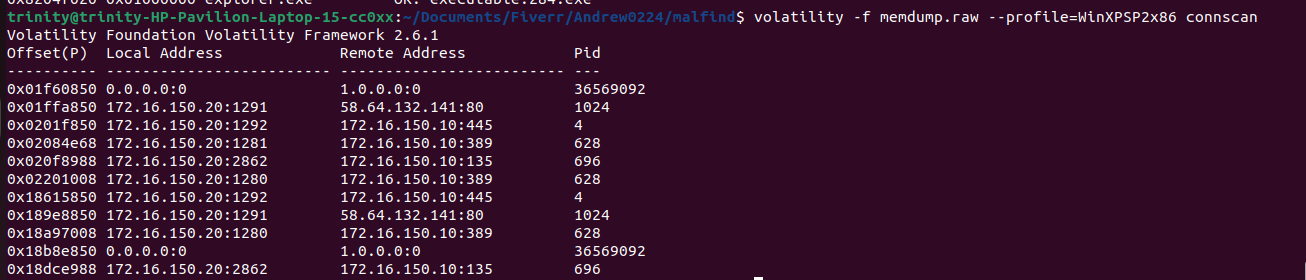 trinity@trinity-HP-Pavilion-Laptop-15-cc0xx:~/Documents/Fiverr/Andrew0224/malfind$ volatility -f memdump.raw --profile=WinXPSP2x86 connscan
Volatility Foundation Volatility Framework 2.6.1
Offset(P)  Local Address             Remote Address            Pid
---------- ------------------------- ------------------------- ---
0x01f60850 0.0.0.0:0                 1.0.0.0:0                 36569092
0x01ffa850 172.16.150.20:1291        58.64.132.141:80          1024
0x0201f850 172.16.150.20:1292        172.16.150.10:445         4
0x02084e68 172.16.150.20:1281        172.16.150.10:389         628
0x020f8988 172.16.150.20:2862        172.16.150.10:135         696
0x02201008 172.16.150.20:1280        172.16.150.10:389         628
0x18615850 172.16.150.20:1292        172.16.150.10:445         4
0x189e8850 172.16.150.20:1291        58.64.132.141:80          1024
0x18a97008 172.16.150.20:1280        172.16.150.10:389         628
0x18b8e850 0.0.0.0:0                 1.0.0.0:0                 36569092
0x18dce988 172.16.150.20:2862        172.16.150.10:135         696